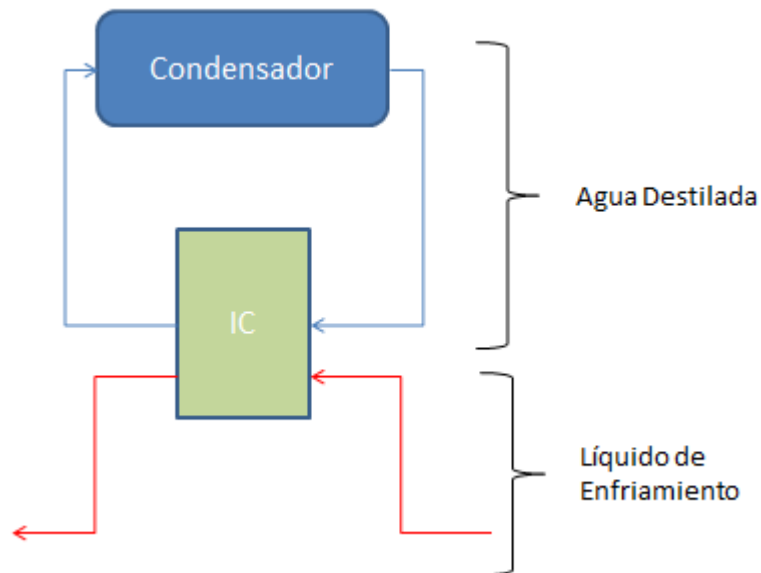 Condensador
Agua Destilada
IC
Líquido de
Enfriamiento